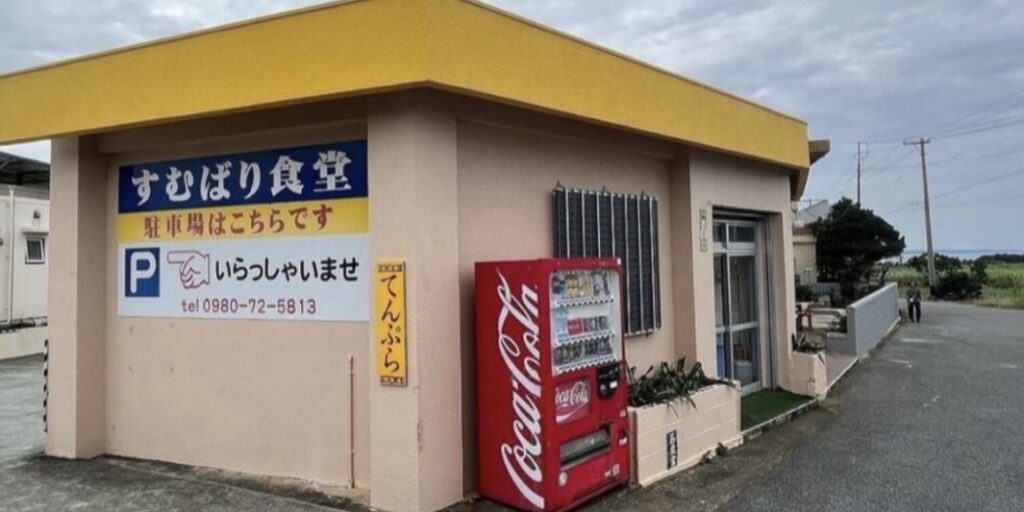 すむばり食堂
駐車場はこちらです
P
いらっしゃいませ
tel 0980-72-5813
てんぷら
Coca-Cola
Coca-Cola